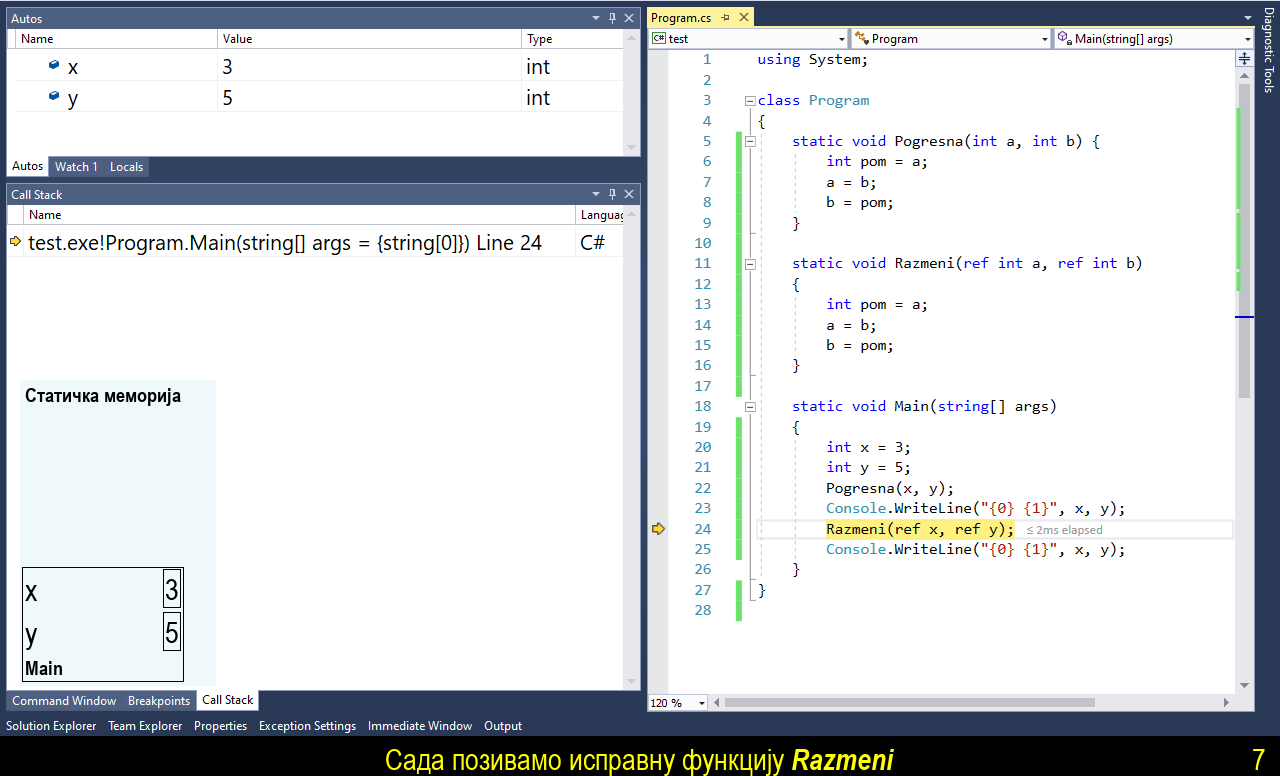 Autos
Name Value Type
x 3 int
y 5 int
Autos Watch 1 Locals
Call Stack
Name Languag
test.exe!Program.Main(string[] args = {string[0]}) Line 24 C#
Статичка меморија
x 3
y 5
Main
Command Window Breakpoints Call Stack
Solution Explorer Team Explorer Properties Exception Settings Immediate Window Output
Program.cs
C# test Program Main(string[] args)
1 using System;
2
3 class Program
4 {
5 static void Pogresna(int a, int b) {
6 int pom = a;
7 a = b;
8 b = pom;
9 }
10
11 static void Razmeni(ref int a, ref int b)
12 {
13 int pom = a;
14 a = b;
15 b = pom;
16 }
17
18 static void Main(string[] args)
19 {
20 int x = 3;
21 int y = 5;
22 Pogresna(x, y);
23 Console.WriteLine("{0} {1}", x, y);
24 Razmeni(ref x, ref y); ≤ 2ms elapsed
25 Console.WriteLine("{0} {1}", x, y);
26 }
27 }
28
120 %
Diagnostic Tools
Сада позивамо исправну функцију Razmeni 7